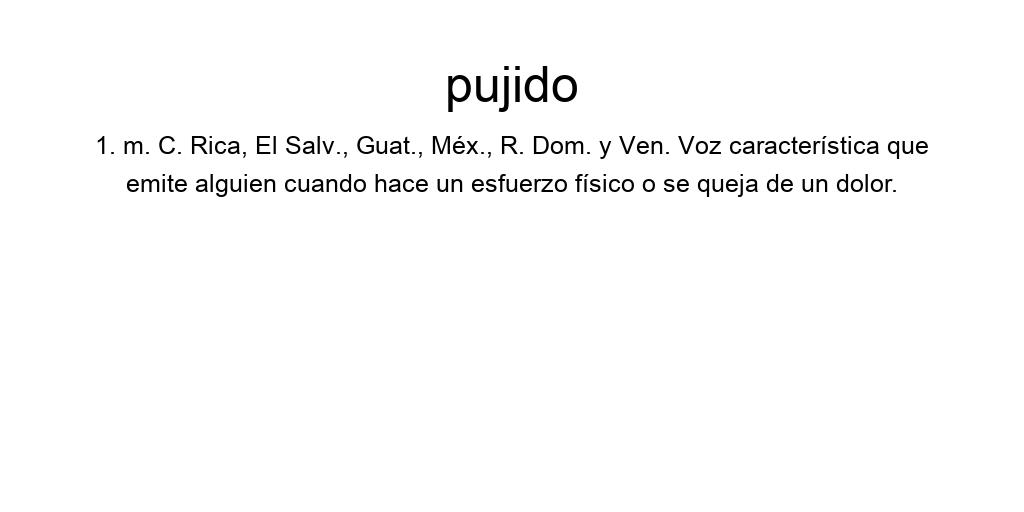 pujido
1. m. C. Rica, El Salv., Guat., Méx., R. Dom. y Ven. Voz característica que
emite alguien cuando hace un esfuerzo físico o se queja de un dolor.